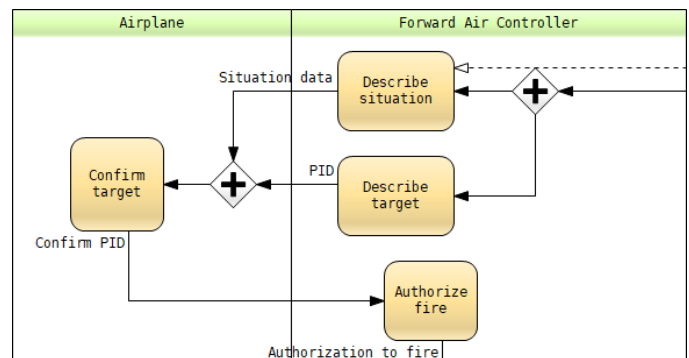 Airplane
Forward Air Controller
Situation data
Describe
situation
PID
Confirm
target
Describe
target
Confirm PID
Authorize
fire
Authorization to fire